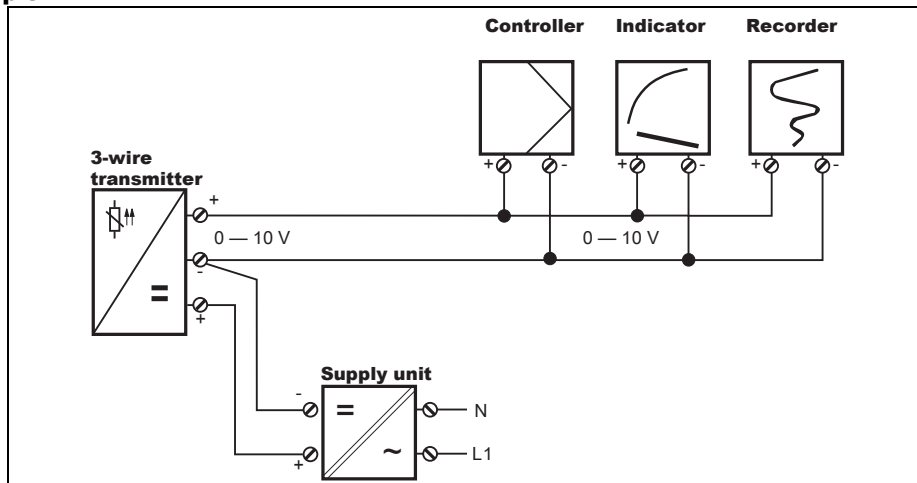 Controller Indicator Recorder
+ - + - + -
3-wire
transmitter
+
0 — 10 V 0 — 10 V
-
+
Supply unit
- N
+ L1